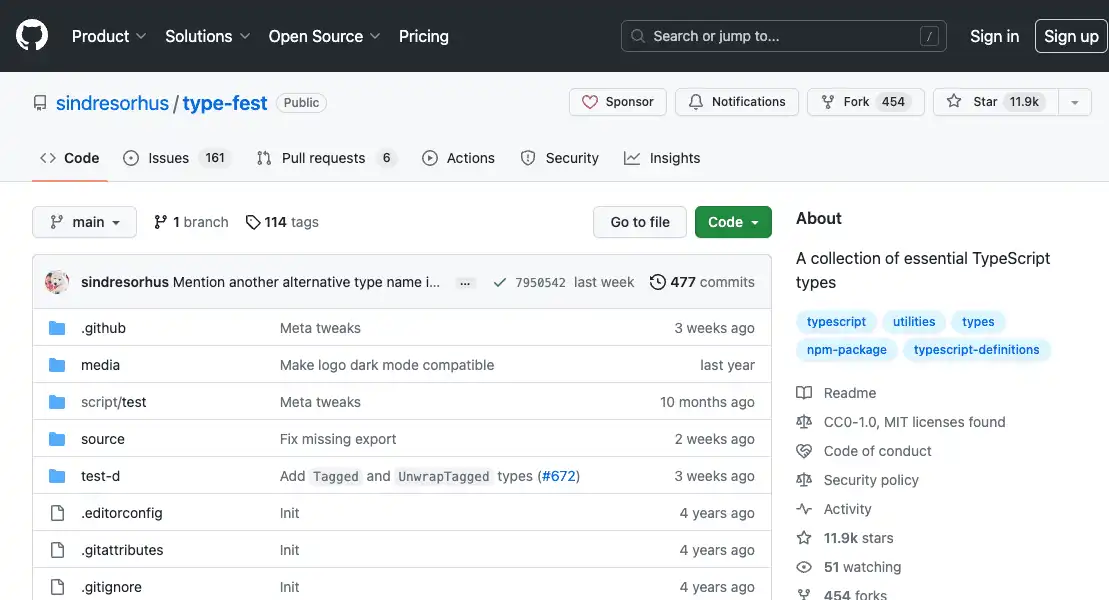 Product Solutions Open Source Pricing Search or jump to... / Sign in Sign up
sindresorhus / type-fest Public Sponsor Notifications Fork 454 Star 11.9k
Code Issues 161 Pull requests 6 Actions Security Insights
main 1 branch 114 tags Go to file Code
sindresorhus Mention another alternative type name i... ... 7950542 last week 477 commits
.github Meta tweaks 3 weeks ago
media Make logo dark mode compatible last year
script/test Meta tweaks 10 months ago
source Fix missing export 2 weeks ago
test-d Add Tagged and UnwrapTagged types (#672) 3 weeks ago
.editorconfig Init 4 years ago
.gitattributes Init 4 years ago
.gitignore Init 4 years ago
About
A collection of essential TypeScript
types
typescript utilities types
npm-package typescript-definitions
Readme
CC0-1.0, MIT licenses found
Code of conduct
Security policy
Activity
11.9k stars
51 watching
454 forks